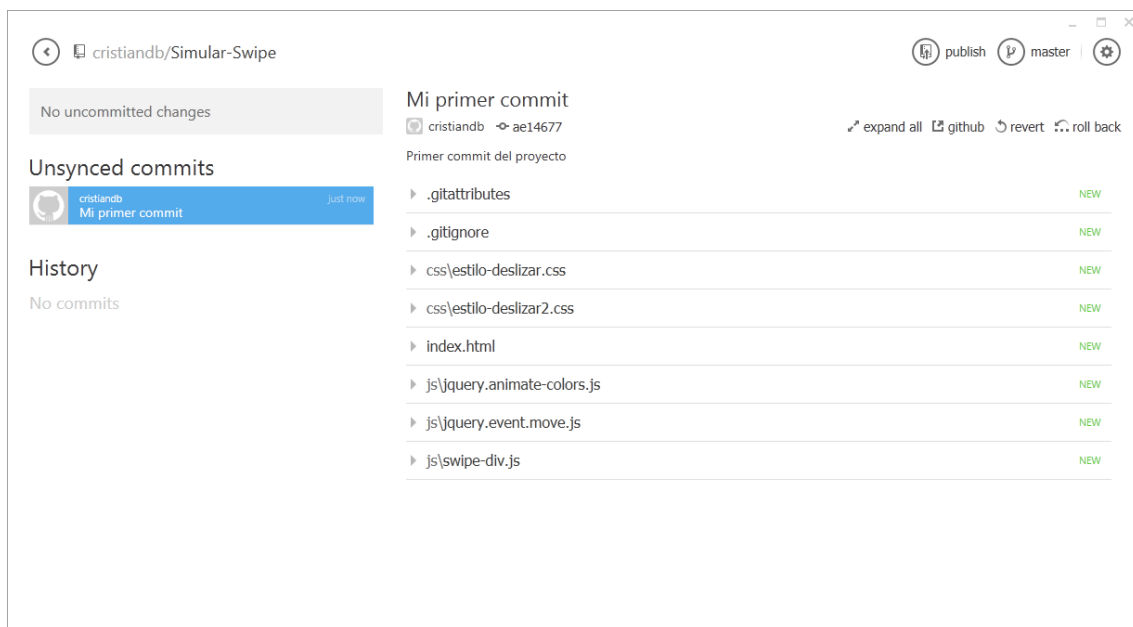 cristiandb/Simular-Swipe
publish master
No uncommitted changes
Unsynced commits
cristiandb just now
Mi primer commit
History
No commits
Mi primer commit
cristiandb ae14677
expand all github revert roll back
Primer commit del proyecto
.gitattributes NEW
.gitignore NEW
css\estilo-deslizar.css NEW
css\estilo-deslizar2.css NEW
index.html NEW
js\jquery.animate-colors.js NEW
js\jquery.event.move.js NEW
js\swipe-div.js NEW